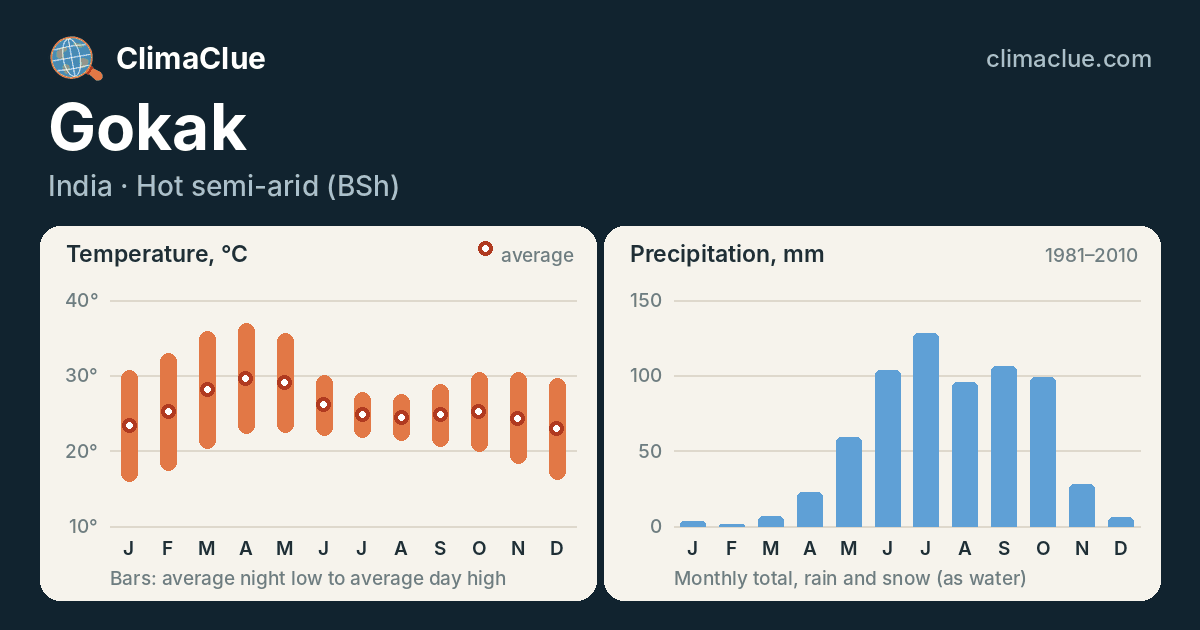 ClimaClue
climaclue.com
Gokak
India · Hot semi-arid (BSh)
Temperature, °C
average
40°
30°
20°
10°
J F M A M J J A S O N D
Bars: average night low to average day high
Precipitation, mm
1981–2010
150
100
50
0
J F M A M J J A S O N D
Monthly total, rain and snow (as water)